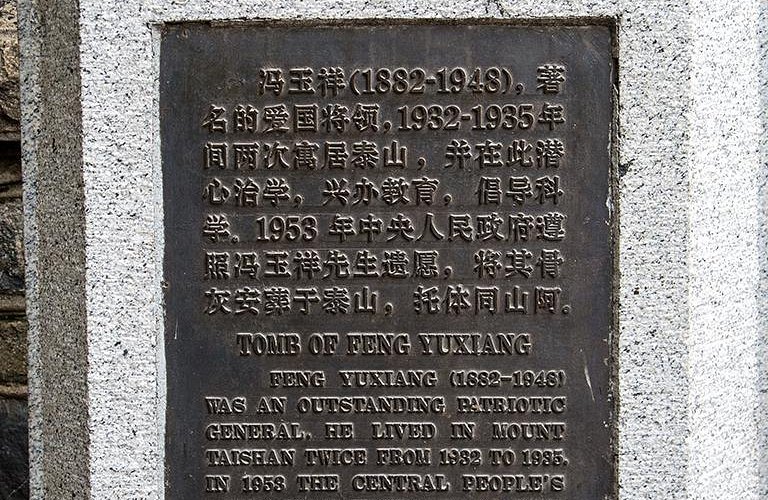 冯玉祥(1882-1948)，著
名的爱国将领，1932-1935年
间两次寓居泰山，并在此潜
心治学，兴办教育，倡导科
学。1953 年中央人民政府遵
照冯玉祥先生遗愿，将其骨
灰安葬于泰山，托体同山阿。
TOMB OF FENG YUXIANG
FENG YUXIANG (1882-1948)
WAS AN OUTSTANDING PATRIOTIC
GENERAL. HE LIVED IN MOUNT
TAISHAN TWICE FROM 1932 TO 1935.
IN 1953 THE CENTRAL PEOPLE'S